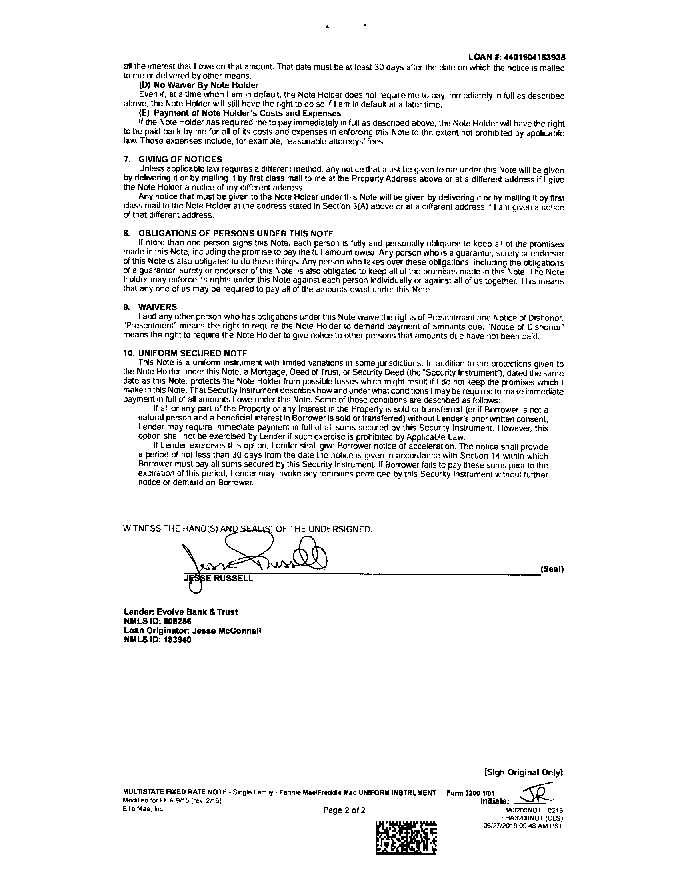 LOAN #: 4401604163938
all the interest that I owe on that amount. That date must be at least 30 days after the date on which the notice is mailed
to me or delivered by other means.
(D) No Waiver By Note Holder
Even if, at a time when I am in default, the Note Holder does not require me to pay immediately in full as described
above, the Note Holder will still have the right to do so if I am in default at a later time.
(E) Payment of Note Holder's Costs and Expenses
If the Note Holder has required me to pay immediately in full as described above, the Note Holder will have the right
to be paid back by me for all of its costs and expenses in enforcing this Note to the extent not prohibited by applicable
law. Those expenses include, for example, reasonable attorneys' fees.
7. GIVING OF NOTICES
Unless applicable law requires a different method, any notice that must be given to me under this Note will be given
by delivering it or by mailing it by first class mail to me at the Property Address above or at a different address if I give
the Note Holder a notice of my different address.
Any notice that must be given to the Note Holder under this Note will be given by delivering it or by mailing it by first
class mail to the Note Holder at the address stated in Section 3(A) above or at a different address if I am given a notice
of that different address.
8. OBLIGATIONS OF PERSONS UNDER THIS NOTE
If more than one person signs this Note, each person is fully and personally obligated to keep all of the promises
made in this Note, including the promise to pay the full amount owed. Any person who is a guarantor, surety or endorser
of this Note is also obligated to do these things. Any person who takes over these obligations, including the obligations
of a guarantor, surety or endorser of this Note, is also obligated to keep all of the promises made in this Note. The Note
Holder may enforce its rights under this Note against each person individually or against all of us together. This means
that any one of us may be required to pay all of the amounts owed under this Note.
9. WAIVERS
I and any other person who has obligations under this Note waive the rights of Presentment and Notice of Dishonor.
"Presentment" means the right to require the Note Holder to demand payment of amounts due. "Notice of Dishonor"
means the right to require the Note Holder to give notice to other persons that amounts due have not been paid.
10. UNIFORM SECURED NOTE
This Note is a uniform instrument with limited variations in some jurisdictions. In addition to the protections given to
the Note Holder under this Note, a Mortgage, Deed of Trust, or Security Deed (the "Security Instrument"), dated the same
date as this Note, protects the Note Holder from possible losses which might result if I do not keep the promises which I
make in this Note. That Security Instrument describes how and under what conditions I may be required to make immediate
payment in full of all amounts I owe under this Note. Some of those conditions are described as follows:
If all or any part of the Property or any Interest in the Property is sold or transferred (or if Borrower is not a
natural person and a beneficial interest in Borrower is sold or transferred) without Lender's prior written consent,
Lender may require immediate payment in full of all sums secured by this Security Instrument. However, this
option shall not be exercised by Lender if such exercise is prohibited by Applicable Law.
If Lender exercises this option, Lender shall give Borrower notice of acceleration. The notice shall provide
a period of not less than 30 days from the date the notice is given in accordance with Section 14 within which
Borrower must pay all sums secured by this Security Instrument. If Borrower fails to pay these sums prior to the
expiration of this period, Lender may invoke any remedies permitted by this Security Instrument without further
notice or demand on Borrower.
WITNESS THE HAND(S) AND SEAL(S) OF THE UNDERSIGNED.
Jesse Russell
(Seal)
JESSE RUSSELL
Lender: Evolve Bank & Trust
NMLS ID:
Loan Originator: Jesse McConnell
NMLS ID: 183940
[Sign Original Only]
MULTISTATE FIXED RATE NOTE - Single Family - Fannie Mae/Freddie Mac UNIFORM INSTRUMENT Form 3200 1/01
Modified for
Initials: JR
Ellie Mae, Inc.
Page 2 of 2